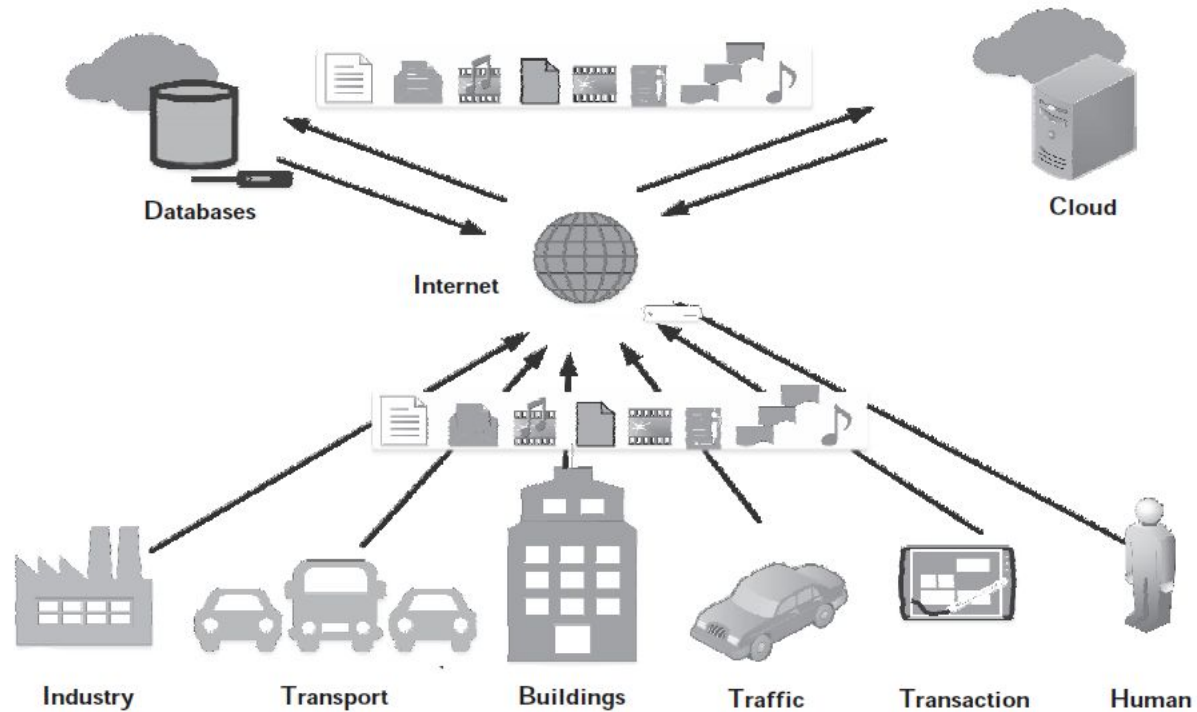 Databases
Cloud
Internet
Industry
Transport
Buildings
Traffic
Transaction
Human